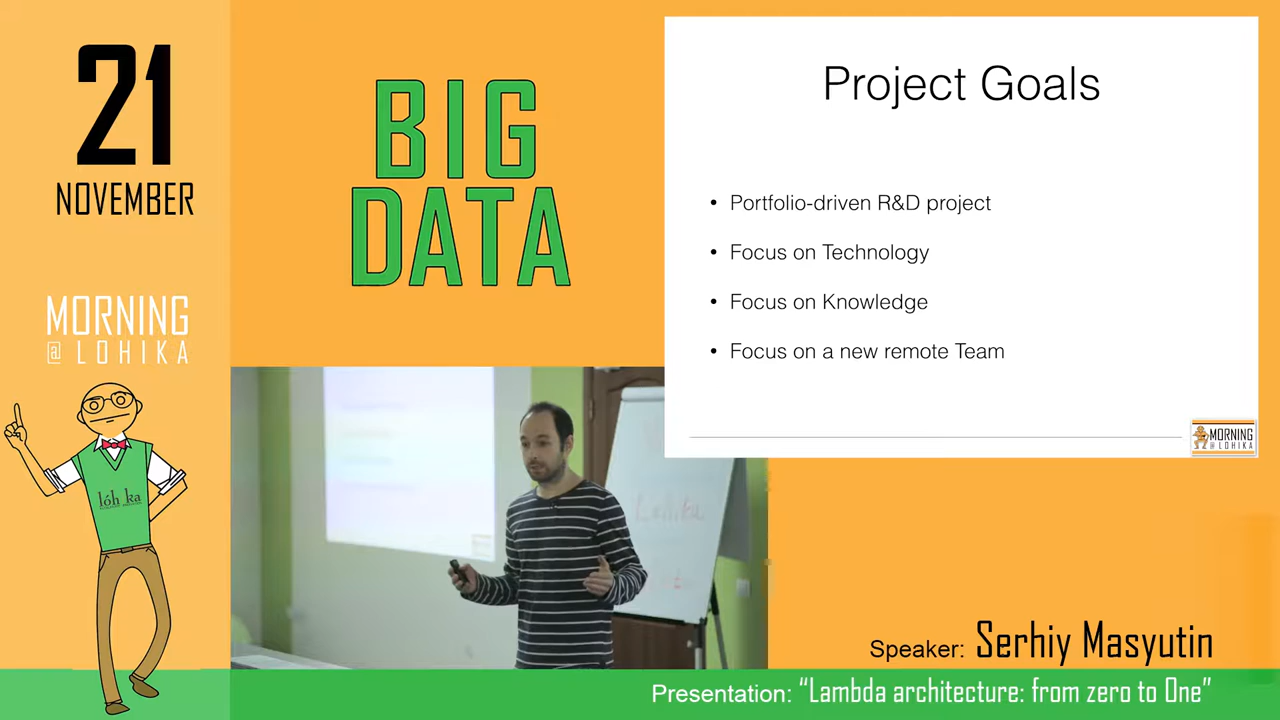 21
NOVEMBER
MORNING
@ LOHIKA
lóh ka
BIG
DATA
Project Goals
• Portfolio-driven R&D project
• Focus on Technology
• Focus on Knowledge
• Focus on a new remote Team
MORNING
@ LOHIKA
Speaker: Serhiy Masyutin
Presentation: “Lambda architecture: from zero to One”